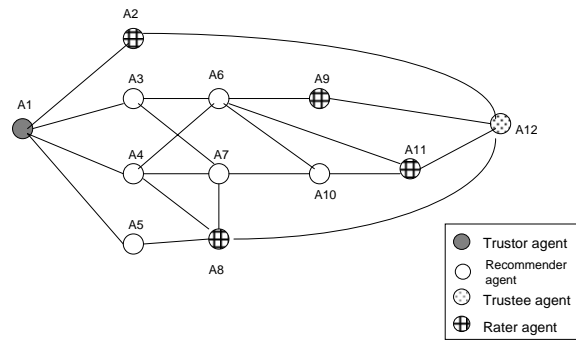 A2
A3
A6
A9
A1
A12
A4
A7
A11
A10
A5
A8
Trustor agent
Recommender
agent
Trustee agent
Rater agent